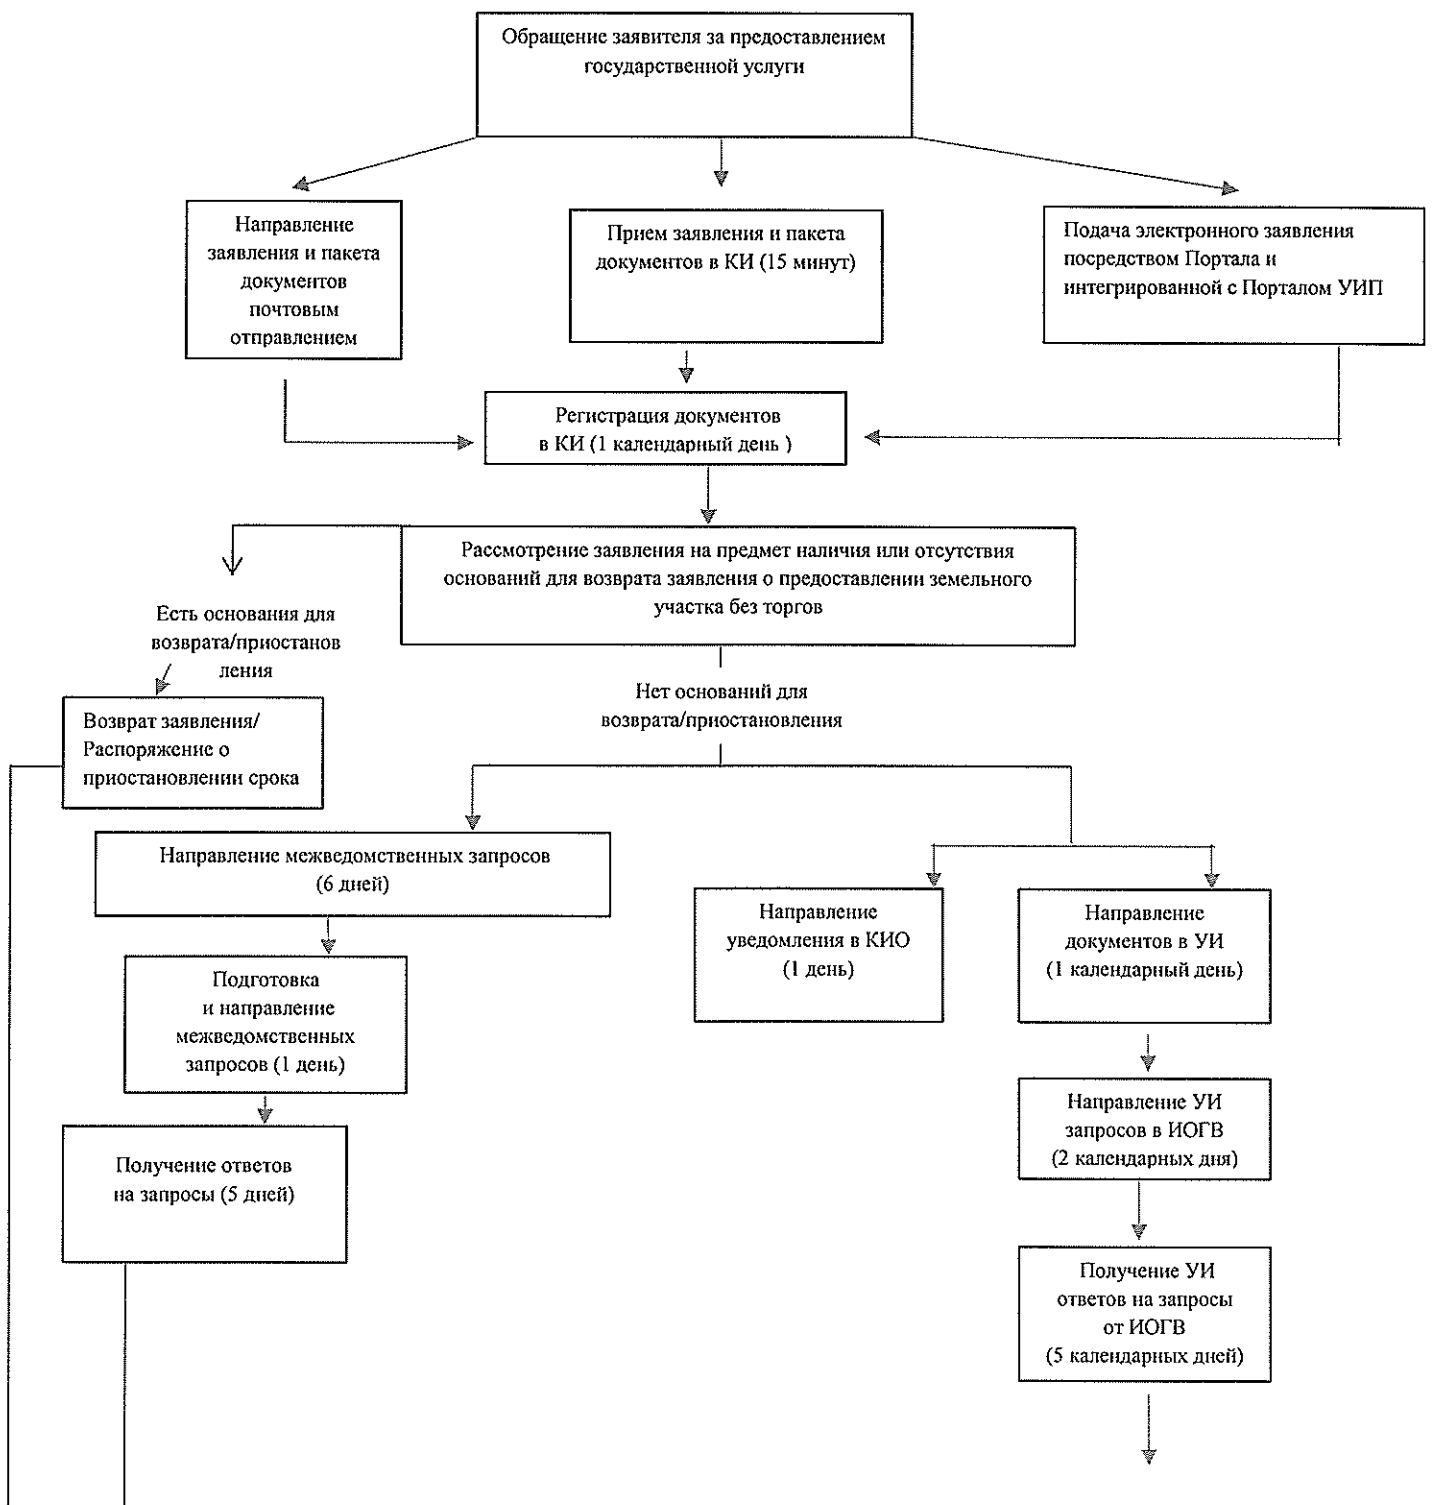 Обращение заявителя за предоставлением
государственной услуги
Направление
заявления и пакета
документов
почтовым
отправлением
Прием заявления и пакета
документов в КИ (15 минут)
Подача электронного заявления
посредством Портала и
интегрированной с Порталом УИП
Регистрация документов
в КИ (1 календарный день )
Рассмотрение заявления на предмет наличия или отсутствия
оснований для возврата заявления о предоставлении земельного
участка без торгов
Есть основания для
возврата/приостанов
ления
Нет оснований для
возврата/приостановления
Возврат заявления/
Распоряжение о
приостановлении срока
Направление межведомственных запросов
(6 дней)
Направление
уведомления в КИО
(1 день)
Направление
документов в УИ
(1 календарный день)
Подготовка
и направление
межведомственных
запросов (1 день)
Направление УИ
запросов в ИОГВ
(2 календарных дня)
Получение ответов
на запросы (5 дней)
Получение УИ
ответов на запросы
от ИОГВ
(5 календарных дней)